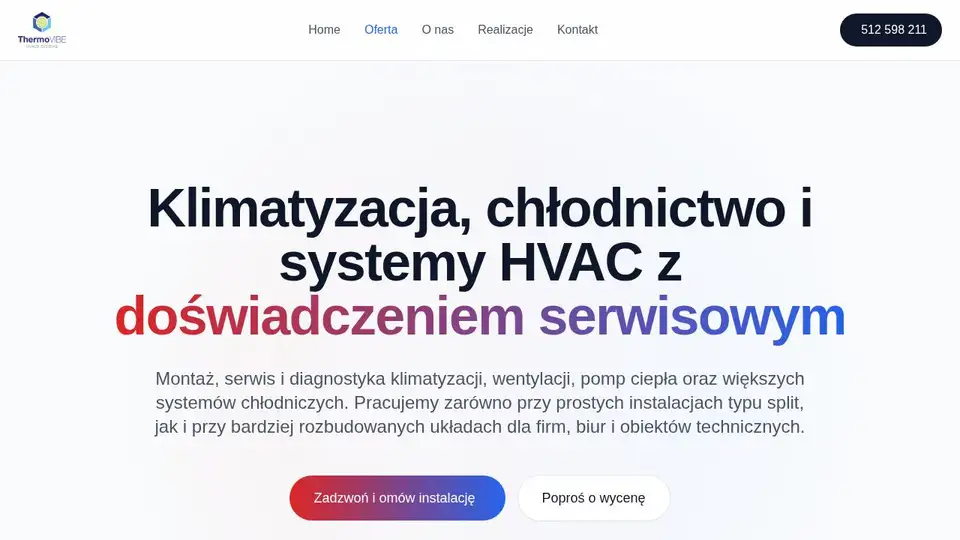 ThermoVIBE
Home
Oferta
O nas
Realizacje
Kontakt
512 598 211
Klimatyzacja, chłodnictwo i
systemy HVAC z
doświadczeniem serwisowym
Montaż, serwis i diagnostyka klimatyzacji, wentylacji, pomp ciepła oraz większych
systemów chłodniczych. Pracujemy zarówno przy prostych instalacjach typu split,
jak i przy bardziej rozbudowanych układach dla firm, biur i obiektów technicznych.
Zadzwoń i omów instalację
Poproś o wycenę